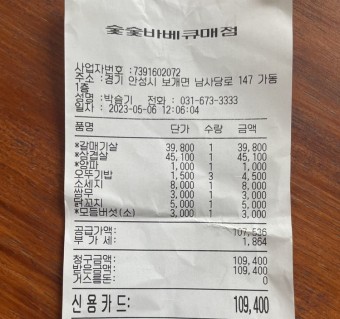 숯숯바베큐매점
사업자번호 :7391602072
주소 :경기 안성시 보개면 남사당로 147 가동
1층
성명 : 박슬기 전화 : 031-673-3333
일자 : 2023-05-06 12:06:04
품명 단가 수량 금액
*갈매기살 39,800 1 39,800
*삼겹살 45,100 1 45,100
*양파 1,000 1 1,000
오뚜기밥 1,500 3 4,500
소세지 8,000 1 8,000
쌈무 3,000 1 3,000
닭꼬치 5,000 1 5,000
*모듬버섯(소) 3,000 1 3,000
공급가액: 107,536
부 가 세: 1,864
청구금액: 109,400
받은금액: 109,400
거스름돈: 0
신용카드: 109,400